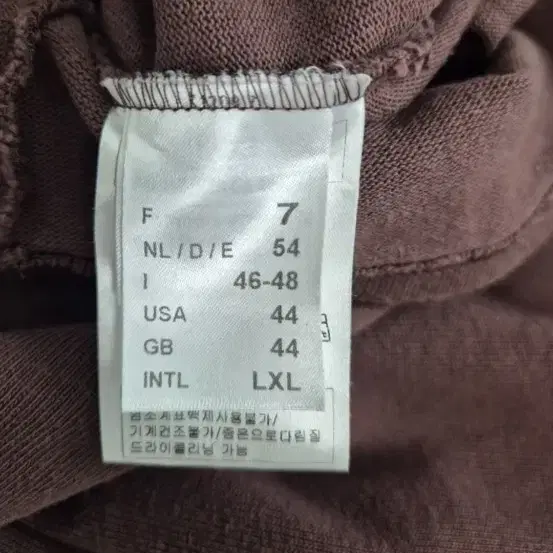 F 7
NL / D / E 54
I 46-48
USA 44
GB 44
INTL LXL
염소계표백제사용불가/
기계건조불가/중온으로다림질
드라이클리닝 가능